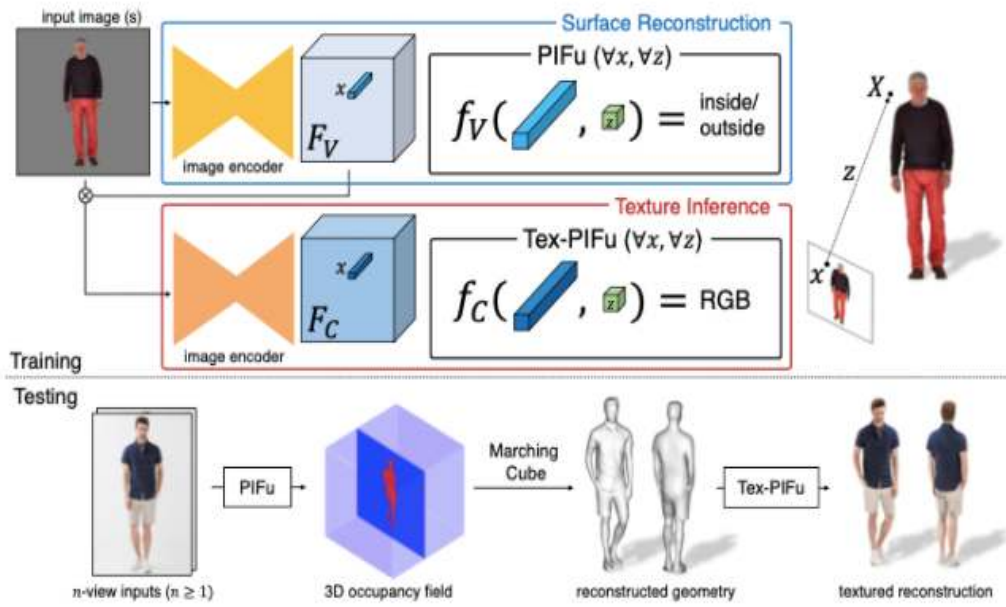 input image (s)
Surface Reconstruction
PIFu (∀x, ∀z)
f_V( , z ) = inside/
outside
x
F_V
image encoder
⊗
Texture Inference
Tex-PIFu (∀x, ∀z)
f_C( , z ) = RGB
x
F_C
image encoder
X
z
x
Training
Testing
PIFu
Marching
Cube
Tex-PIFu
n-view inputs (n ≥ 1)
3D occupancy field
reconstructed geometry
textured reconstruction